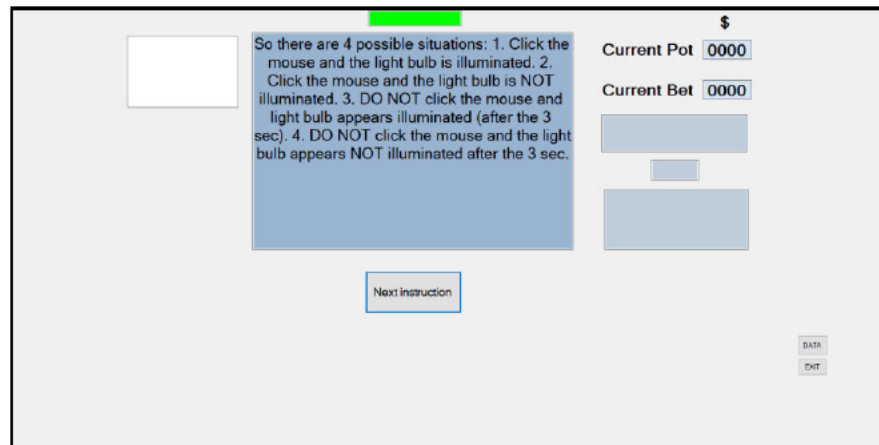 $
So there are 4 possible situations: 1. Click the
mouse and the light bulb is illuminated. 2.
Click the mouse and the light bulb is NOT
illuminated. 3. DO NOT click the mouse and
light bulb appears illuminated (after the 3
sec). 4. DO NOT click the mouse and the light
bulb appears NOT illuminated after the 3 sec.
Current Pot 0000
Current Bet 0000
Next instruction
DATA
EXIT